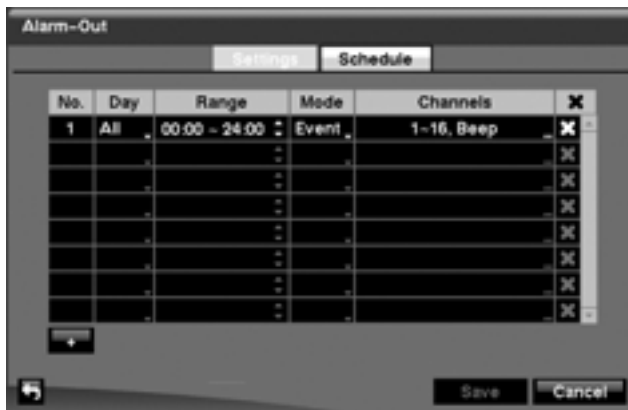 Alarm-Out
Settings Schedule
No. Day Range Mode Channels X
1 All 00:00 ~ 24:00 Event 1~16, Beep X
X
X
X
X
X
X
X
+
Save Cancel